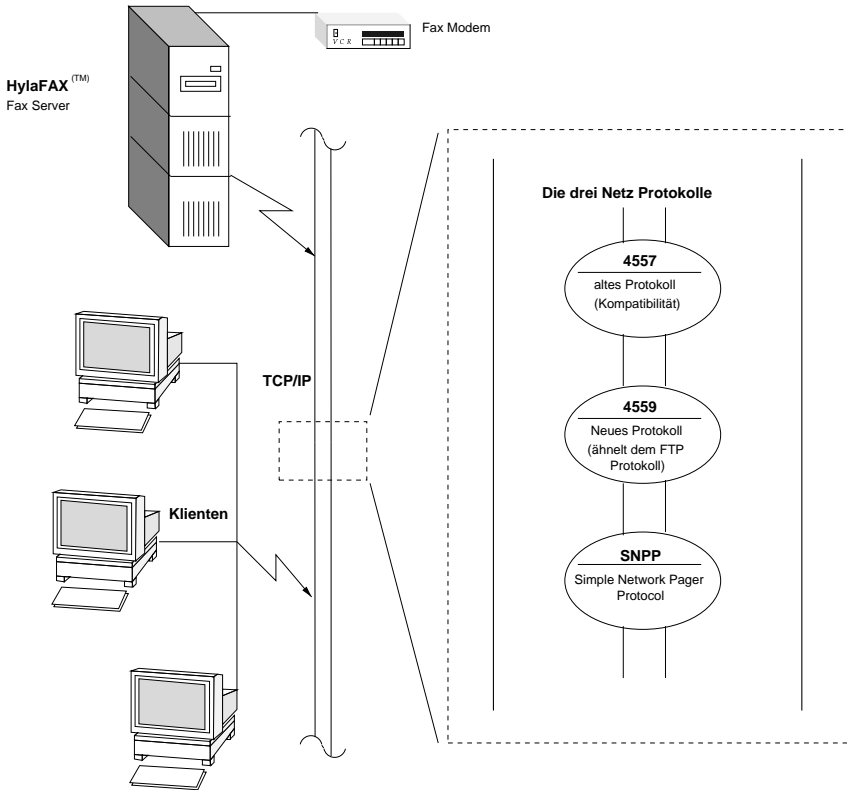 Fax Modem
VCR
HylaFAX (TM)
Fax Server
Die drei Netz Protokolle
4557
altes Protokoll
(Kompatibilität)
TCP/IP
4559
Neues Protokoll
(ähnelt dem FTP
Protokoll)
Klienten
SNPP
Simple Network Pager
Protocol